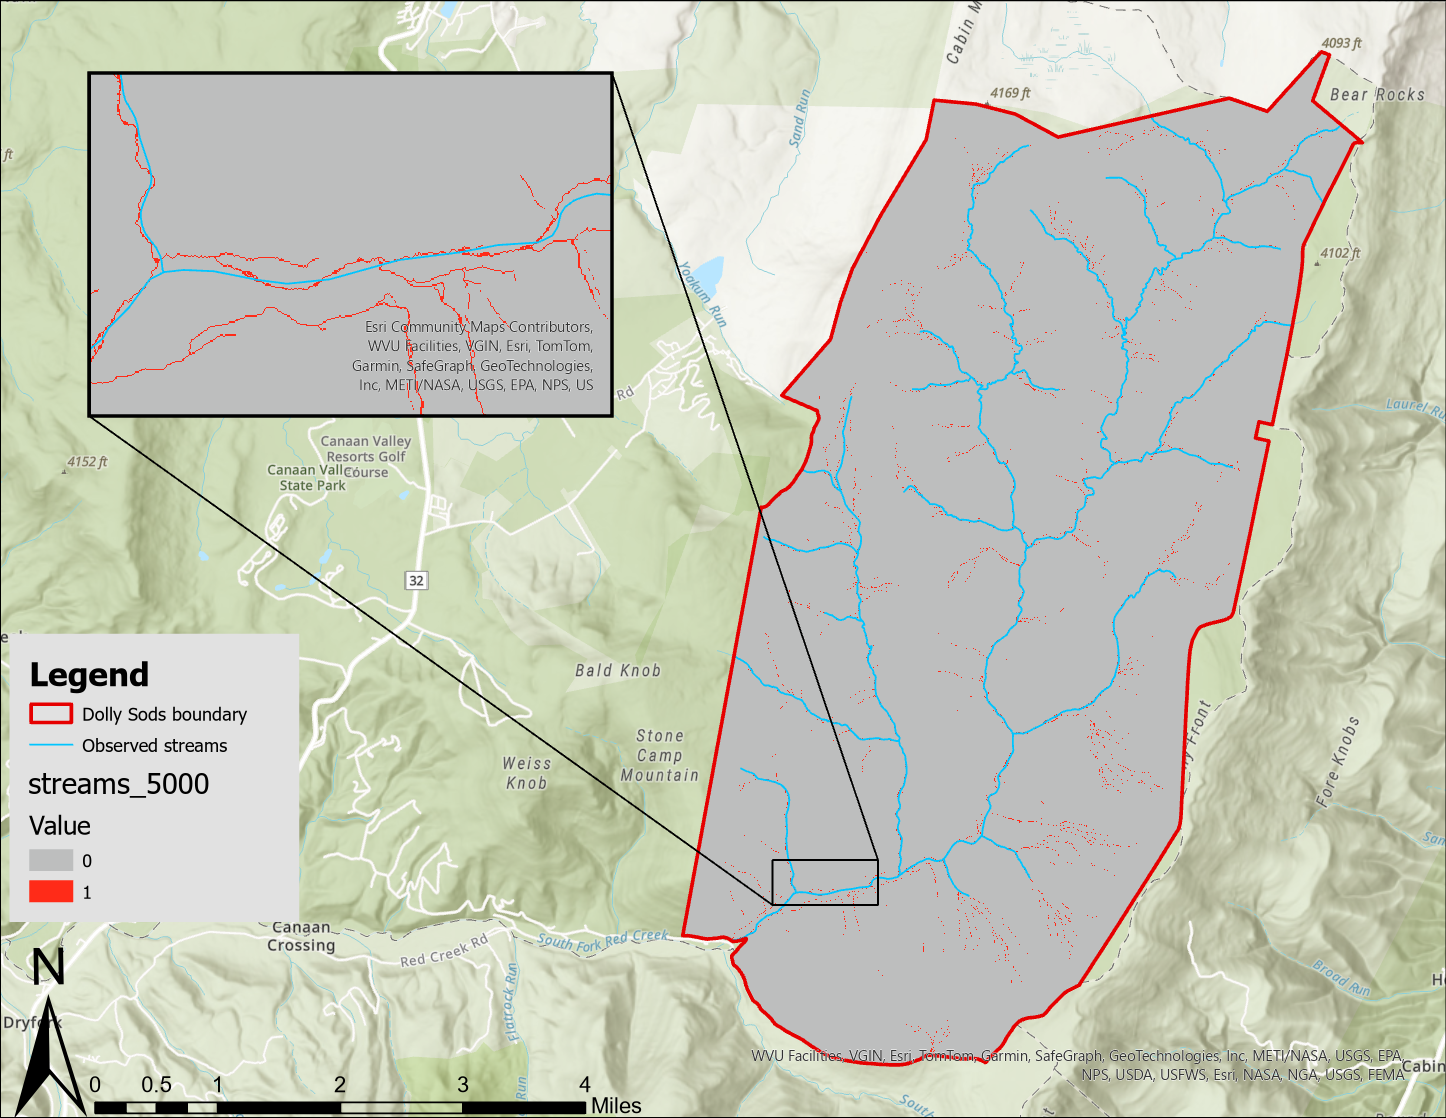 Cabin M
4093 ft
Bear Rocks
4169 ft
Sand Run
ft
4102 ft
Yoakum Run
Esri Community Maps Contributors,
WVU Facilities, VGIN, Esri, TomTom,
Garmin, SafeGraph, GeoTechnologies,
Inc, METI/NASA, USGS, EPA, NPS, US
Rd
Laurel Ru
Canaan Valley
Resorts Golf
Course
4152 ft
Canaan Valley
State Park
32
Bald Knob
Legend
Dolly Sods boundary
Observed streams
streams_5000
Value
0
1
Stone
Camp
Mountain
Weiss
Knob
ny Front
Fore Knobs
San
Canaan
Crossing
South Fork Red Creek
Red Creek Rd
Flatrock Run
Broad Run
N
Dryfork
H
WVU Facilities, VGIN, Esri, TomTom, Garmin, SafeGraph, GeoTechnologies, Inc, METI/NASA, USGS, EPA,
NPS, USDA, USFWS, Esri, NASA, NGA, USGS, FEMA
Cabin
Run
South
0 0.5 1 2 3 4
Miles